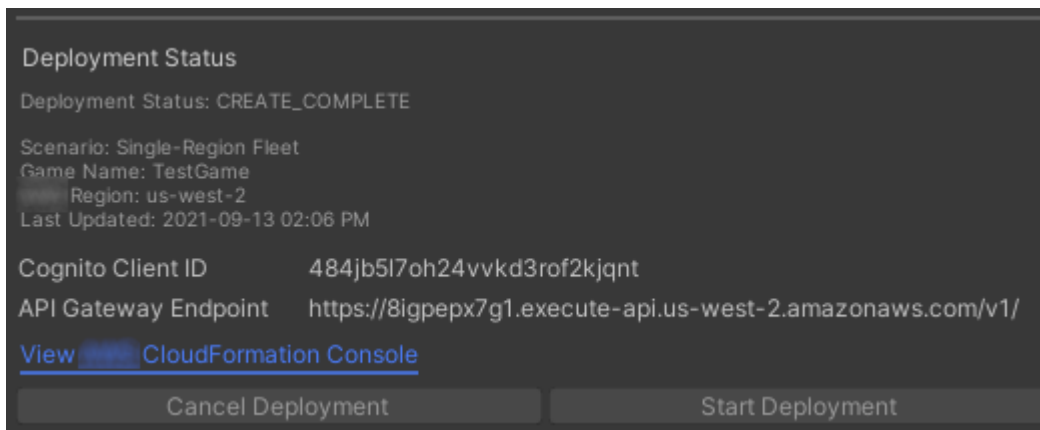 Deployment Status
Deployment Status: CREATE_COMPLETE
Scenario: Single-Region Fleet
Game Name: TestGame
Region: us-west-2
Last Updated: 2021-09-13 02:06 PM
Cognito Client ID 484jb5l7oh24vvkd3rof2kjqnt
API Gateway Endpoint https://8igpepx7g1.execute-api.us-west-2.amazonaws.com/v1/
View CloudFormation Console
Cancel Deployment Start Deployment